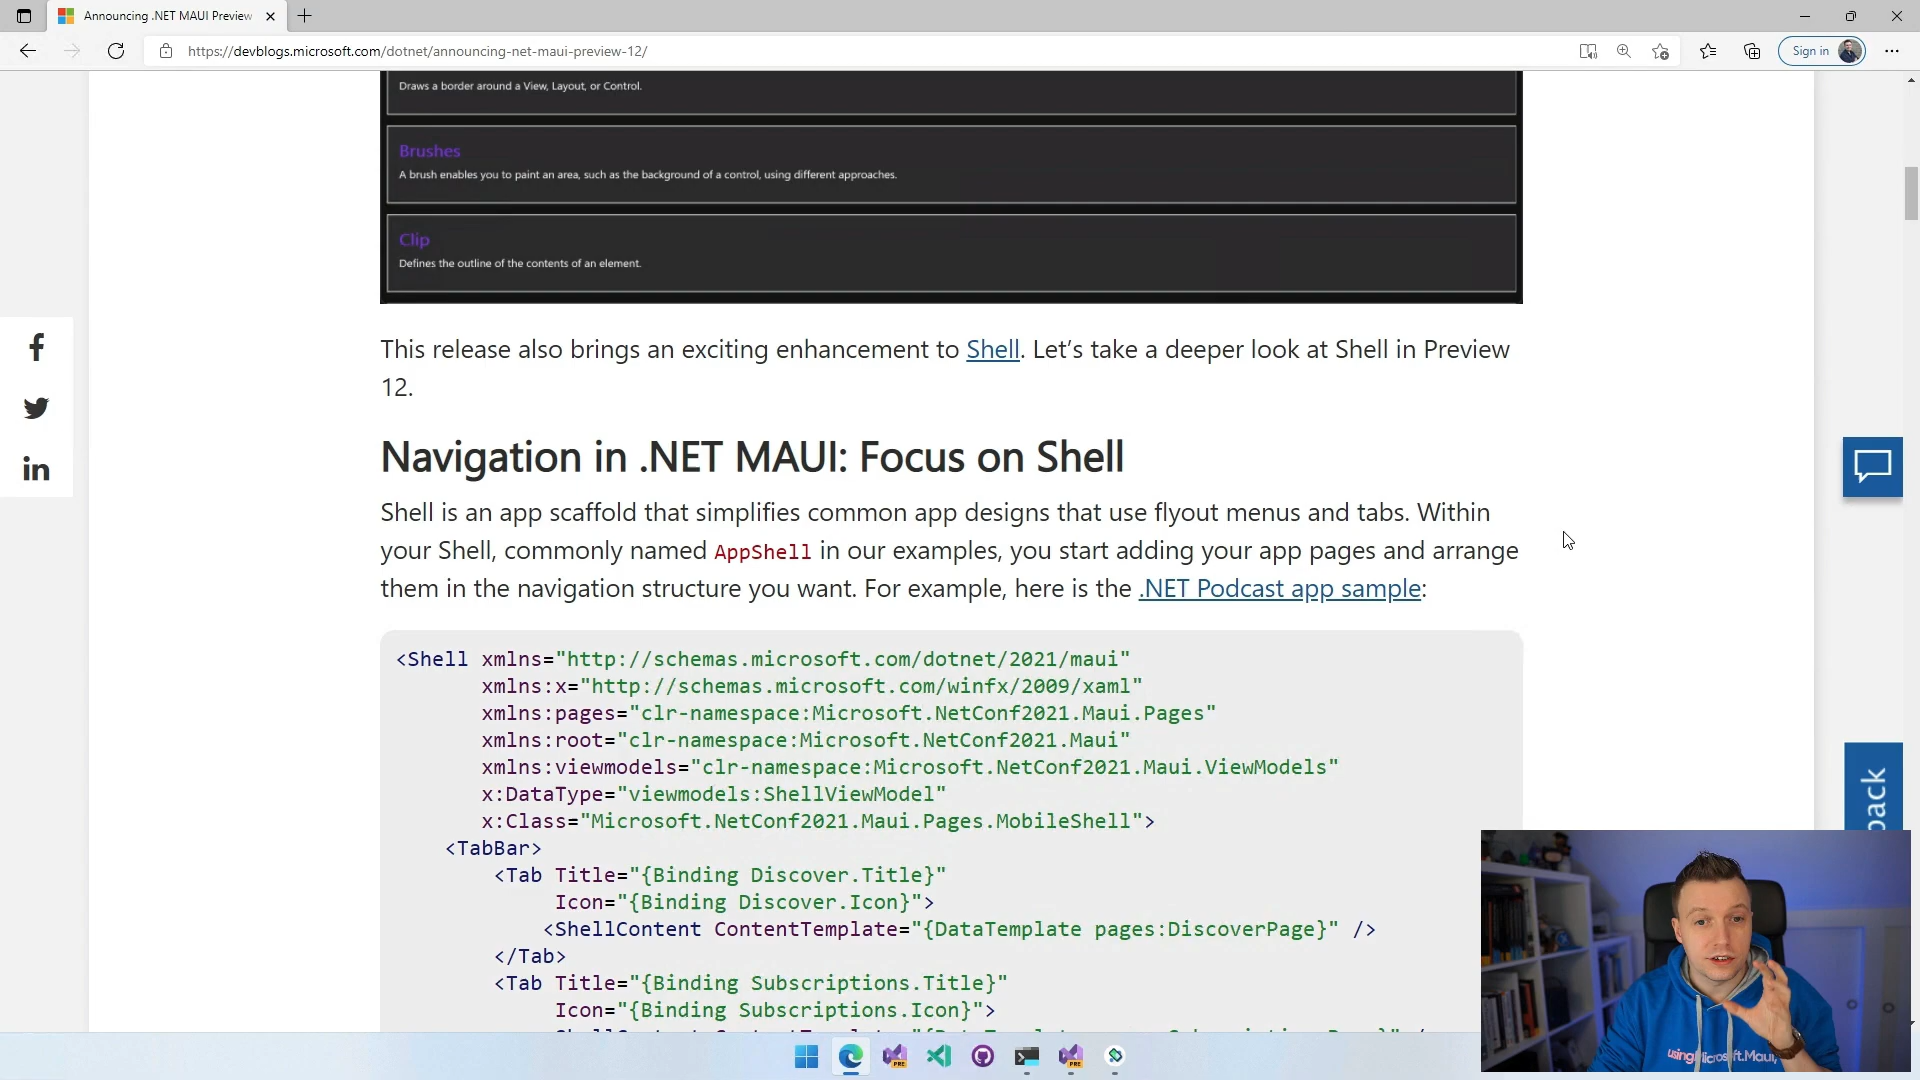 Announcing .NET MAUI Preview
https://devblogs.microsoft.com/dotnet/announcing-net-maui-preview-12/
Sign in
Draws a border around a View, Layout, or Control.
Brushes
A brush enables you to paint an area, such as the background of a control, using different approaches.
Clip
Defines the outline of the contents of an element.
This release also brings an exciting enhancement to Shell. Let’s take a deeper look at Shell in Preview
12.
Navigation in .NET MAUI: Focus on Shell
Shell is an app scaffold that simplifies common app designs that use flyout menus and tabs. Within
your Shell, commonly named AppShell in our examples, you start adding your app pages and arrange
them in the navigation structure you want. For example, here is the .NET Podcast app sample:
<Shell xmlns="http://schemas.microsoft.com/dotnet/2021/maui"
xmlns:x="http://schemas.microsoft.com/winfx/2009/xaml"
xmlns:pages="clr-namespace:Microsoft.NetConf2021.Maui.Pages"
xmlns:root="clr-namespace:Microsoft.NetConf2021.Maui"
xmlns:viewmodels="clr-namespace:Microsoft.NetConf2021.Maui.ViewModels"
x:DataType="viewmodels:ShellViewModel"
x:Class="Microsoft.NetConf2021.Maui.Pages.MobileShell">
<TabBar>
<Tab Title="{Binding Discover.Title}"
Icon="{Binding Discover.Icon}">
<ShellContent ContentTemplate="{DataTemplate pages:DiscoverPage}" />
</Tab>
<Tab Title="{Binding Subscriptions.Title}"
Icon="{Binding Subscriptions.Icon}">
back
using Microsoft.Maui;
PRE
PRE